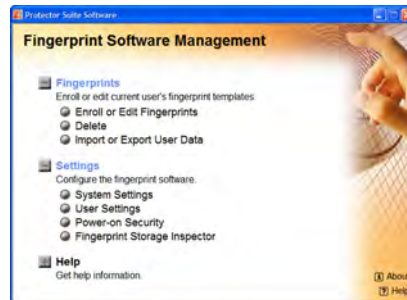 Protector Suite Software
Fingerprint Software Management
Fingerprints
Enroll or edit current user's fingerprint templates
Enroll or Edit Fingerprints
Delete
Import or Export User Data
Settings
Configure the fingerprint software.
System Settings
User Settings
Power-on Security
Fingerprint Storage Inspector
Help
Get help information.
About
Help